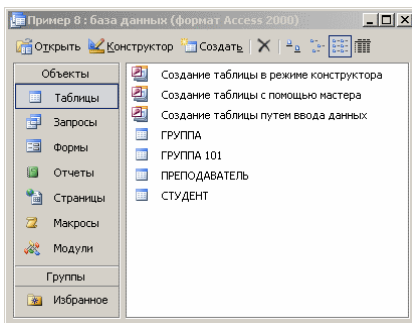 Пример 8 : база данных (формат Access 2000)
Открыть Конструктор Создать
Объекты
Таблицы
Запросы
Формы
Отчеты
Страницы
Макросы
Модули
Группы
Избранное
Создание таблицы в режиме конструктора
Создание таблицы с помощью мастера
Создание таблицы путем ввода данных
ГРУППА
ГРУППА 101
ПРЕПОДАВАТЕЛЬ
СТУДЕНТ